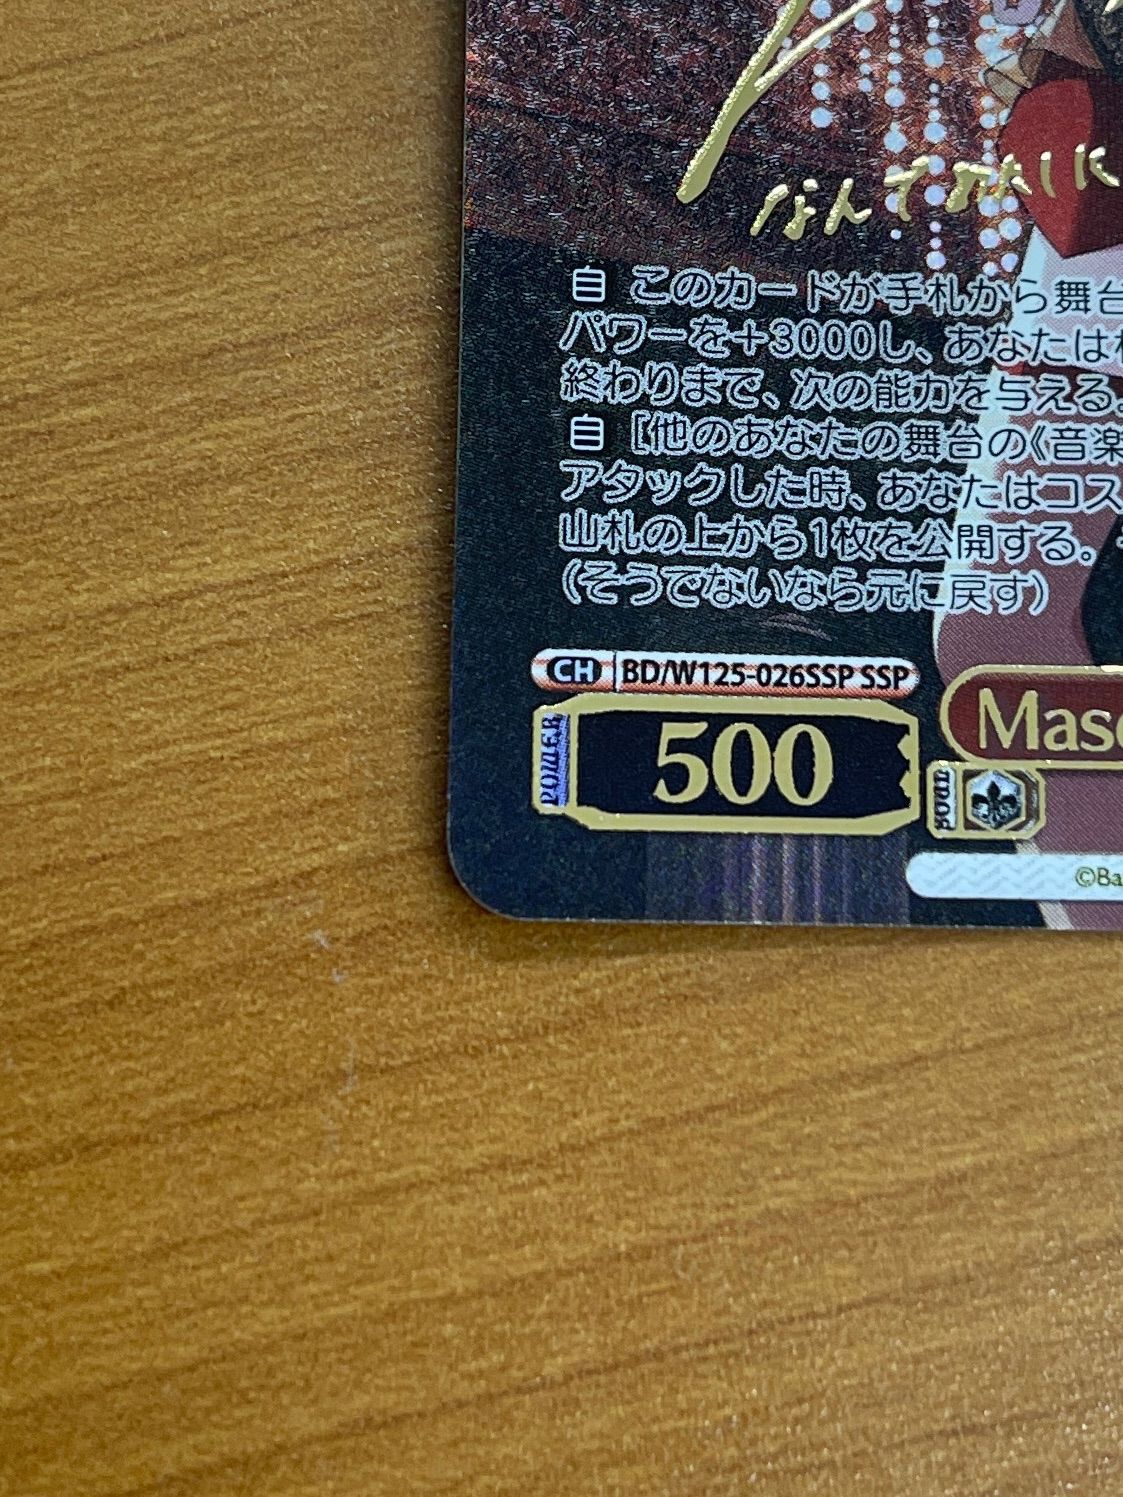 なんて
自 このカードが手札から舞台
パワーを+3000し、あなたは
終わりまで、次の能力を与える。
自 [他のあなたの舞台の《音楽
アタックした時、あなたはコス
山札の上から1枚を公開する。
(そうでないなら元に戻す)
CH BD/W125-026SSP SSP
POWER 500
Masq
SOUL
©Ba